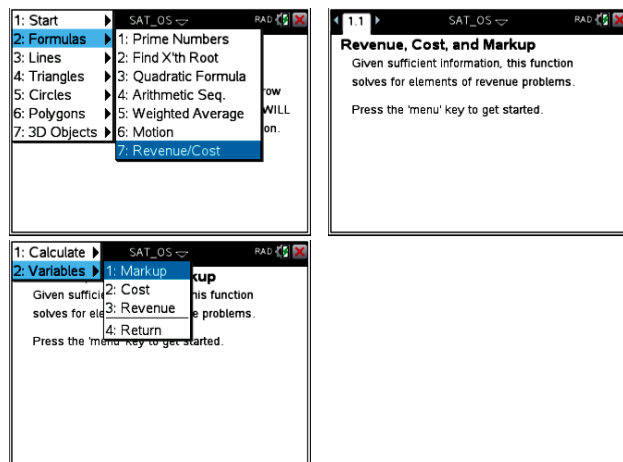 1: Start
SAT_OS
RAD
2: Formulas
1: Prime Numbers
3: Lines
2: Find X'th Root
4: Triangles
3: Quadratic Formula
5: Circles
4: Arithmetic Seq.
row
6: Polygons
5: Weighted Average
WILL
7: 3D Objects
6: Motion
on.
7: Revenue/Cost
1.1
SAT_OS
RAD
Revenue, Cost, and Markup
Given sufficient information, this function
solves for elements of revenue problems.
Press the 'menu' key to get started.
1: Calculate
SAT_OS
RAD
2: Variables
1: Markup
kup
Given suffici
2: Cost
his function
solves for ele
3: Revenue
e problems.
4: Return
Press the 'menu' key to get started.